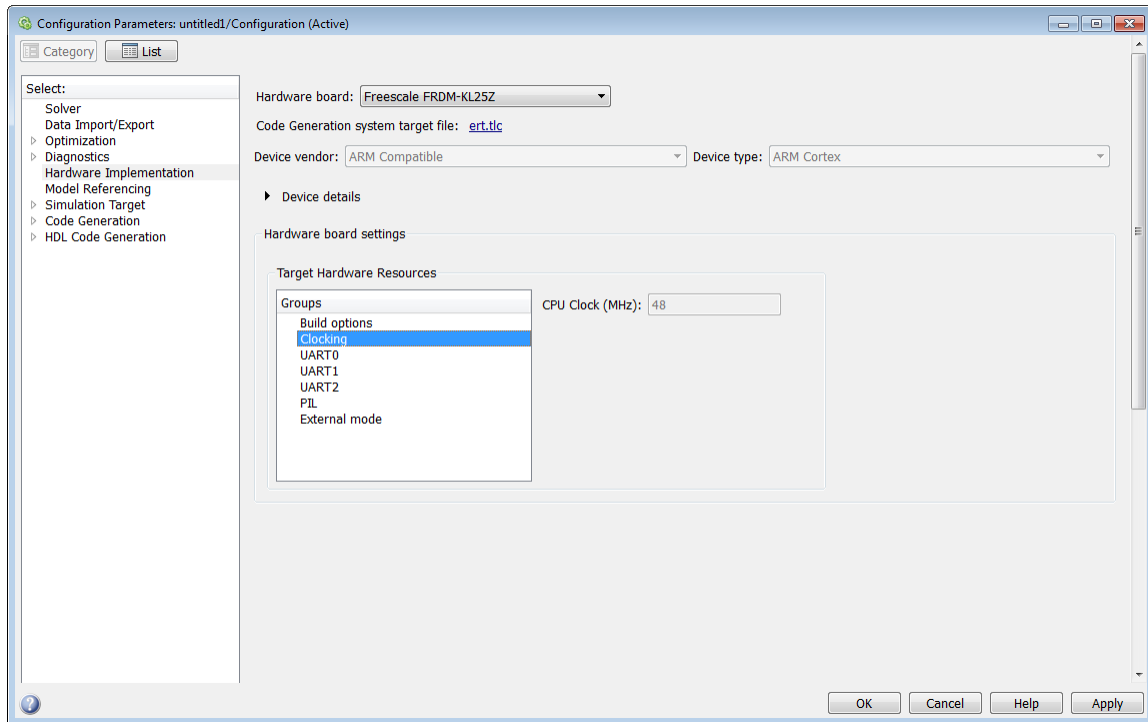 Configuration Parameters: untitled1/Configuration (Active)
Category List
Select:
Solver
Data Import/Export
Optimization
Diagnostics
Hardware Implementation
Model Referencing
Simulation Target
Code Generation
HDL Code Generation
Hardware board: Freescale FRDM-KL25Z
Code Generation system target file: ert.tlc
Device vendor: ARM Compatible Device type: ARM Cortex
Device details
Hardware board settings
Target Hardware Resources
Groups
Build options
Clocking
UART0
UART1
UART2
PIL
External mode
CPU Clock (MHz): 48
OK Cancel Help Apply